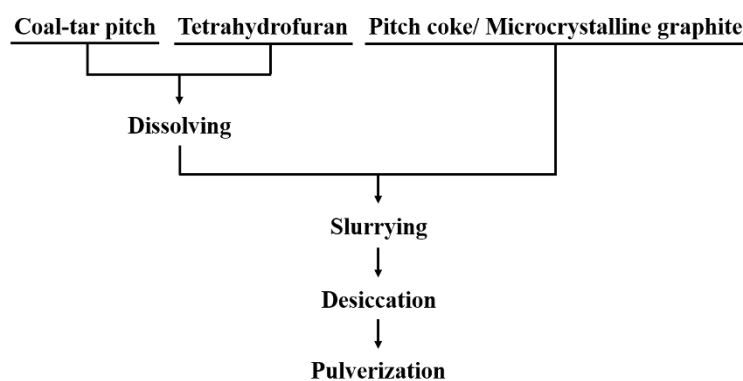 Coal-tar pitch
Tetrahydrofuran
Pitch coke/ Microcrystalline graphite
Dissolving
Slurrying
Desiccation
Pulverization